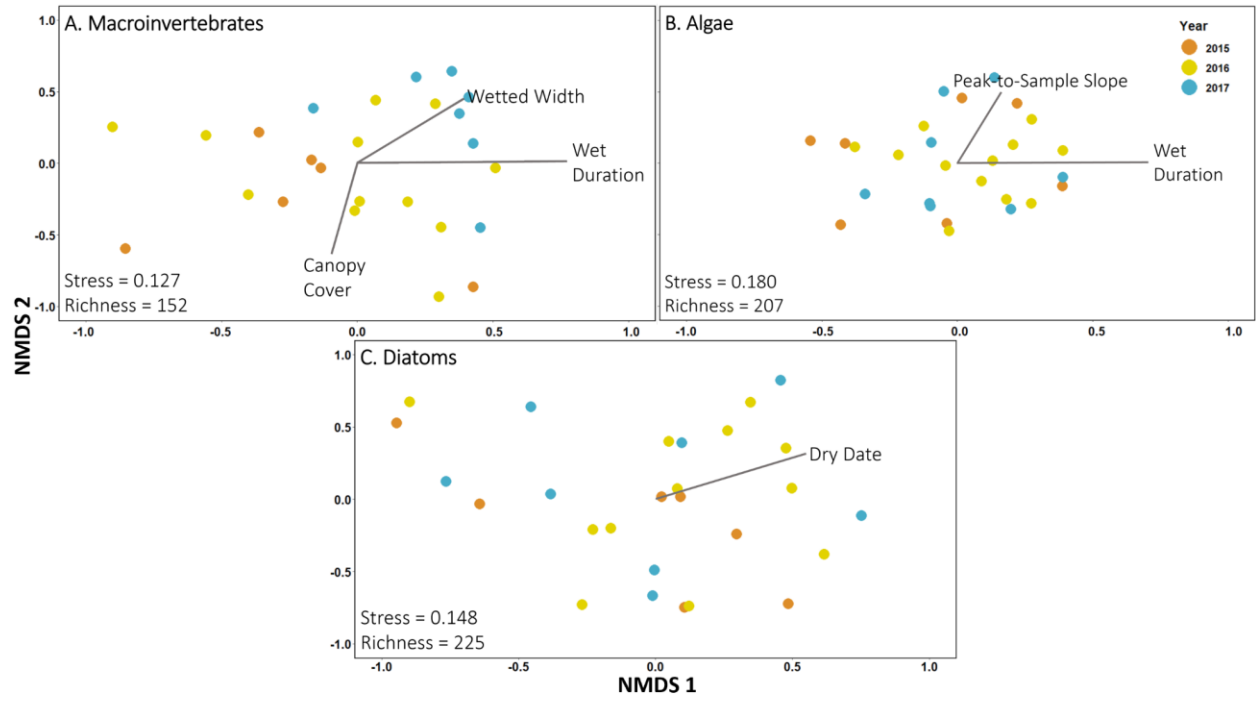 A. Macroinvertebrates
1.0
0.5
0.0
-0.5
-1.0
Wetted Width
Wet
Duration
Canopy
Cover
Stress = 0.127
Richness = 152
-1.0
-0.5
0.0
0.5
1.0
B. Algae
Year
2015
2016
2017
Peak-to-Sample Slope
Wet
Duration
Stress = 0.180
Richness = 207
-1.0
-0.5
0.0
0.5
1.0
NMDS 2
C. Diatoms
1.0
0.5
0.0
-0.5
-1.0
Dry Date
Stress = 0.148
Richness = 225
-1.0
-0.5
0.0
0.5
1.0
NMDS 1